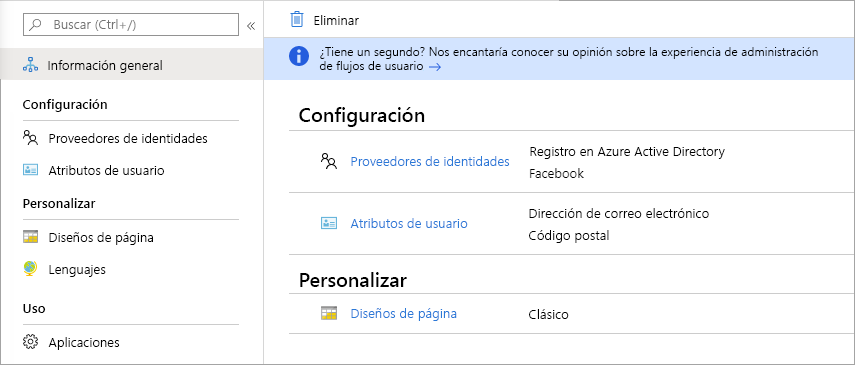 Buscar (Ctrl+/)
«
Información general
Configuración
Proveedores de identidades
Atributos de usuario
Personalizar
Diseños de página
Lenguajes
Uso
Aplicaciones
Eliminar
¿Tiene un segundo? Nos encantaría conocer su opinión sobre la experiencia de administración
de flujos de usuario →
Configuración
Proveedores de identidades
Registro en Azure Active Directory
Facebook
Atributos de usuario
Dirección de correo electrónico
Código postal
Personalizar
Diseños de página
Clásico